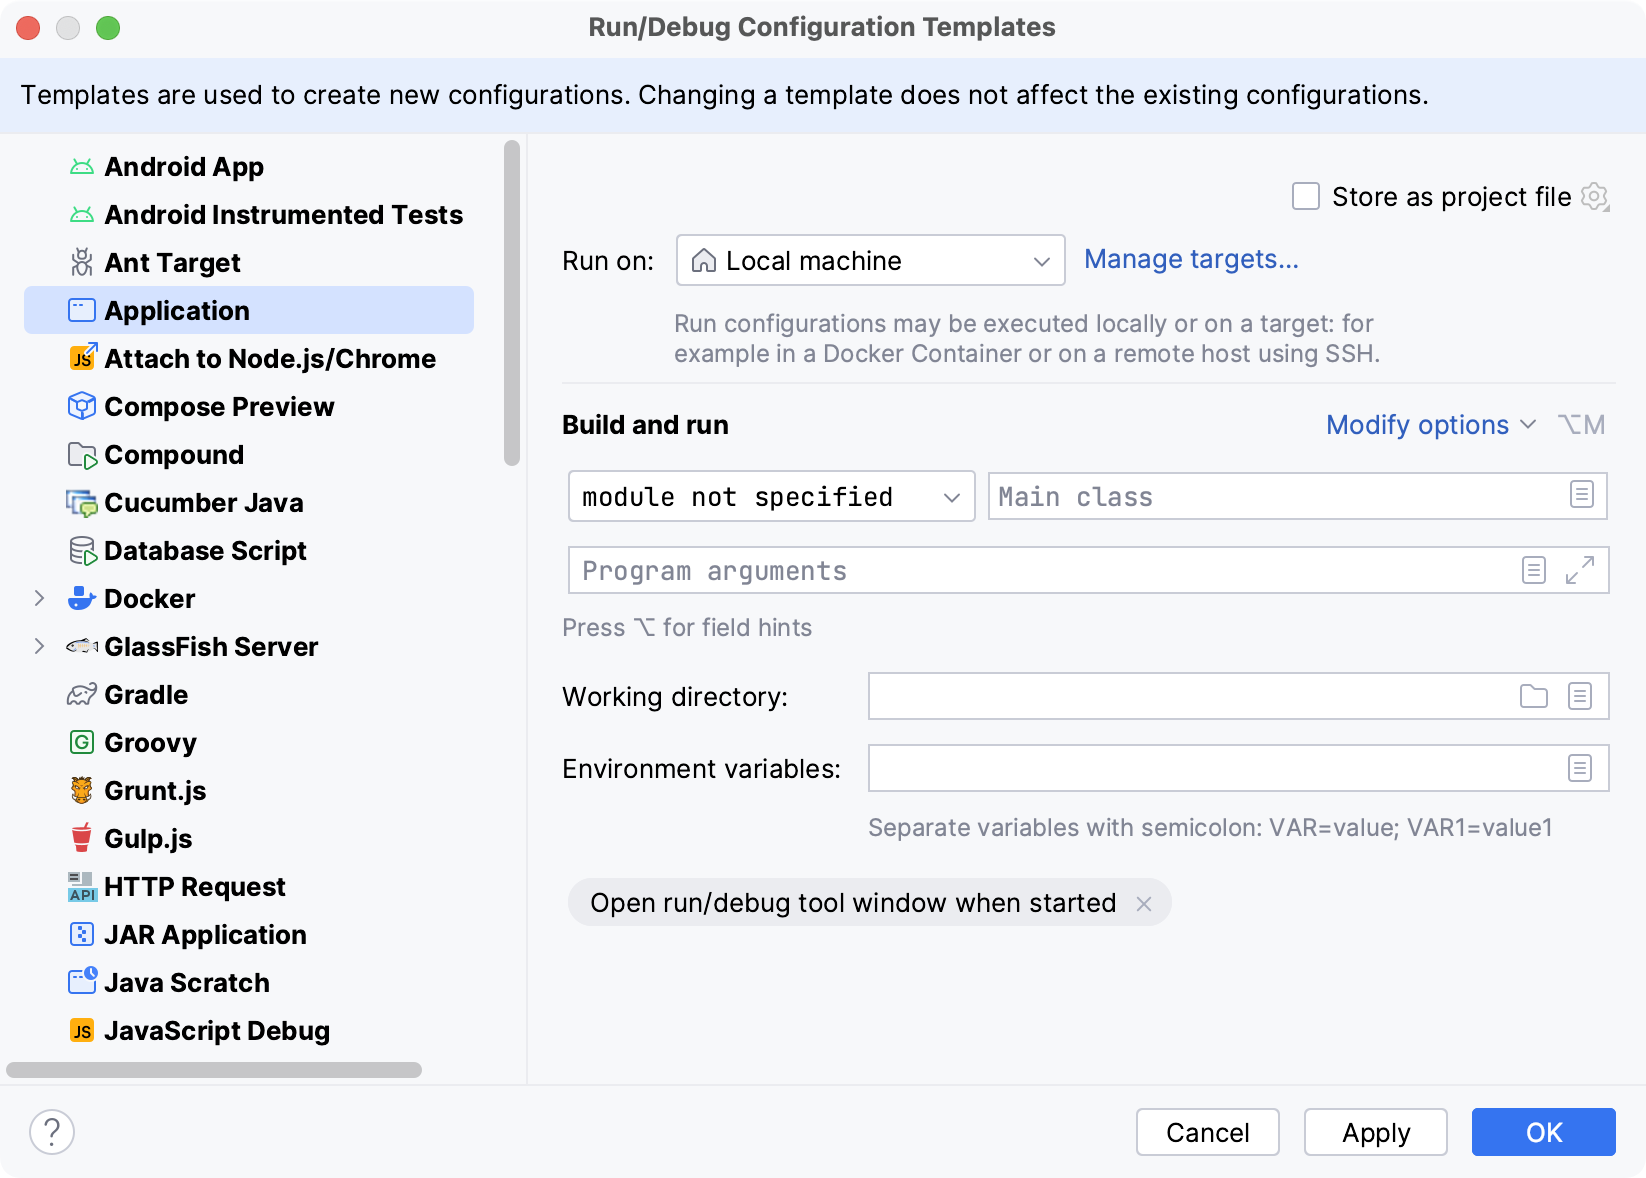 Run/Debug Configuration Templates
Templates are used to create new configurations. Changing a template does not affect the existing configurations.
Android App
Android Instrumented Tests
Ant Target
Application
JS Attach to Node.js/Chrome
Compose Preview
Compound
Cucumber Java
Database Script
Docker
GlassFish Server
Gradle
G Groovy
Grunt.js
Gulp.js
API HTTP Request
JAR Application
Java Scratch
JS JavaScript Debug
Store as project file
Run on: Local machine Manage targets...
Run configurations may be executed locally or on a target: for
example in a Docker Container or on a remote host using SSH.
Build and run Modify options ⌥M
module not specified Main class
Program arguments
Press ⌥ for field hints
Working directory:
Environment variables:
Separate variables with semicolon: VAR=value; VAR1=value1
Open run/debug tool window when started ×
? Cancel Apply OK